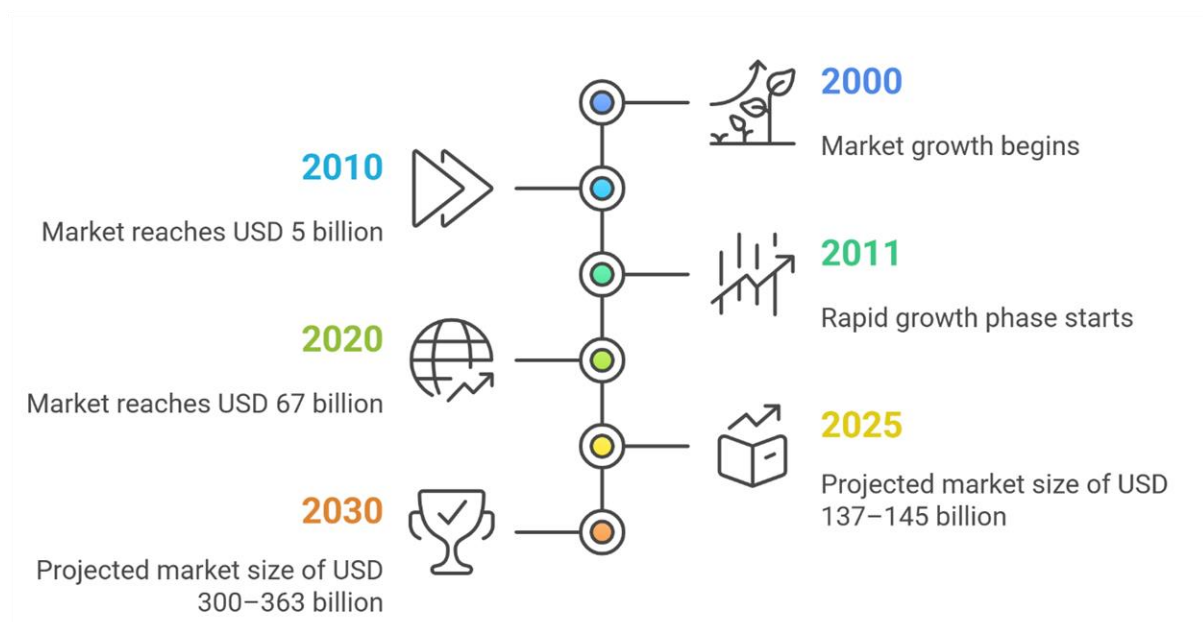 2000
Market growth begins
2010
Market reaches USD 5 billion
2011
Rapid growth phase starts
2020
Market reaches USD 67 billion
2025
Projected market size of USD
137–145 billion
2030
Projected market size of USD
300–363 billion